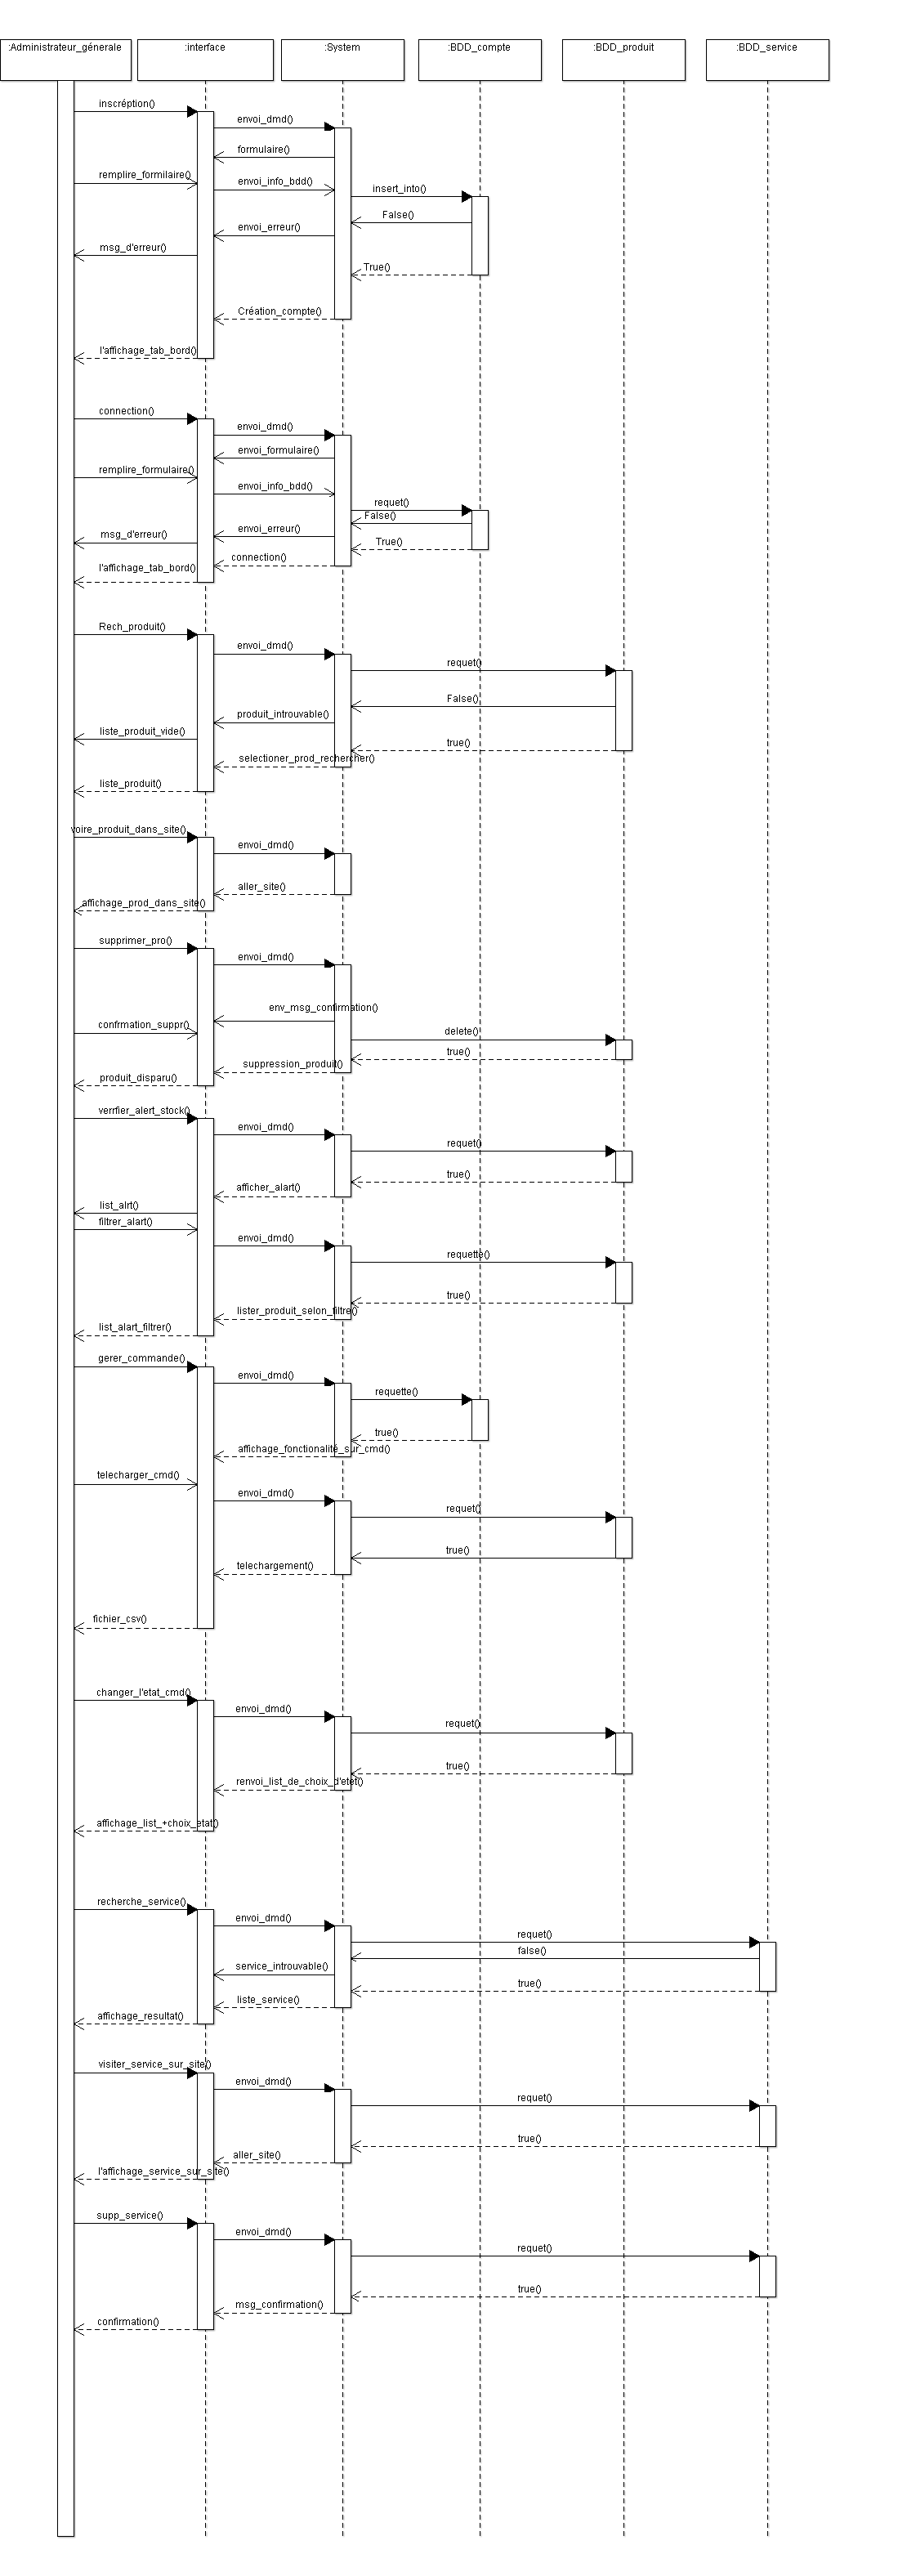 :Administrateur_génerale
:interface
:System
:BDD_compte
:BDD_produit
:BDD_service
inscréption()
envoi_dmd()
formulaire()
remplire_formilaire()
envoi_info_bdd()
insert_into()
False()
envoi_erreur()
msg_d'erreur()
True()
Création_compte()
l'affichage_tab_bord()
connection()
envoi_dmd()
envoi_formulaire()
remplire_formulaire()
envoi_info_bdd()
requet()
False()
envoi_erreur()
msg_d'erreur()
True()
connection()
l'affichage_tab_bord()
Rech_produit()
envoi_dmd()
requet()
False()
produit_introuvable()
liste_produit_vide()
true()
selectioner_prod_rechercher()
liste_produit()
voire_produit_dans_site()
envoi_dmd()
aller_site()
affichage_prod_dans_site()
supprimer_pro()
envoi_dmd()
env_msg_confirmation()
confrmation_suppr()
delete()
true()
suppression_produit()
produit_disparu()
verrfier_alert_stock()
envoi_dmd()
requet()
true()
afficher_alart()
list_alrt()
filtrer_alart()
envoi_dmd()
requette()
true()
lister_produit_selon_filtre()
list_alart_filtrer()
gerer_commande()
envoi_dmd()
requette()
true()
affichage_fonctionalité_sur_cmd()
telecharger_cmd()
envoi_dmd()
requet()
true()
telechargement()
fichier_csv()
changer_l'etat_cmd()
envoi_dmd()
requet()
true()
renvoi_list_de_choix_d'etet()
affichage_list_+choix_etat()
recherche_service()
envoi_dmd()
requet()
false()
service_introuvable()
true()
liste_service()
affichage_resultat()
visiter_service_sur_site()
envoi_dmd()
requet()
true()
aller_site()
l'affichage_service_sur_site()
supp_service()
envoi_dmd()
requet()
true()
msg_confirmation()
confirmation()